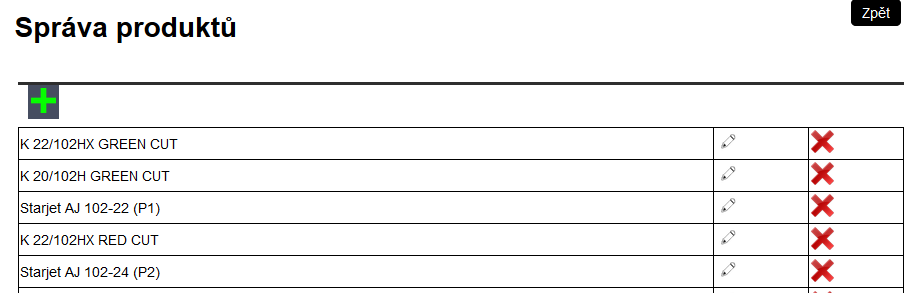 Zpět
Správa produktů
K 22/102HX GREEN CUT
K 20/102H GREEN CUT
Starjet AJ 102-22 (P1)
K 22/102HX RED CUT
Starjet AJ 102-24 (P2)